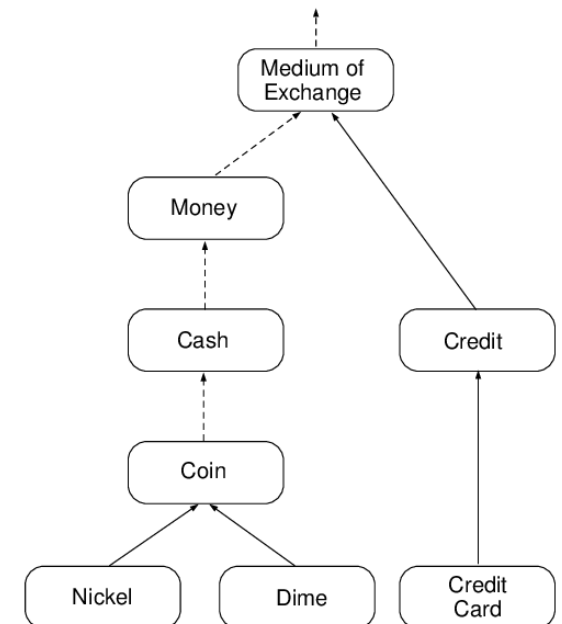 Medium of
Exchange
Money
Cash
Credit
Coin
Nickel
Dime
Credit
Card